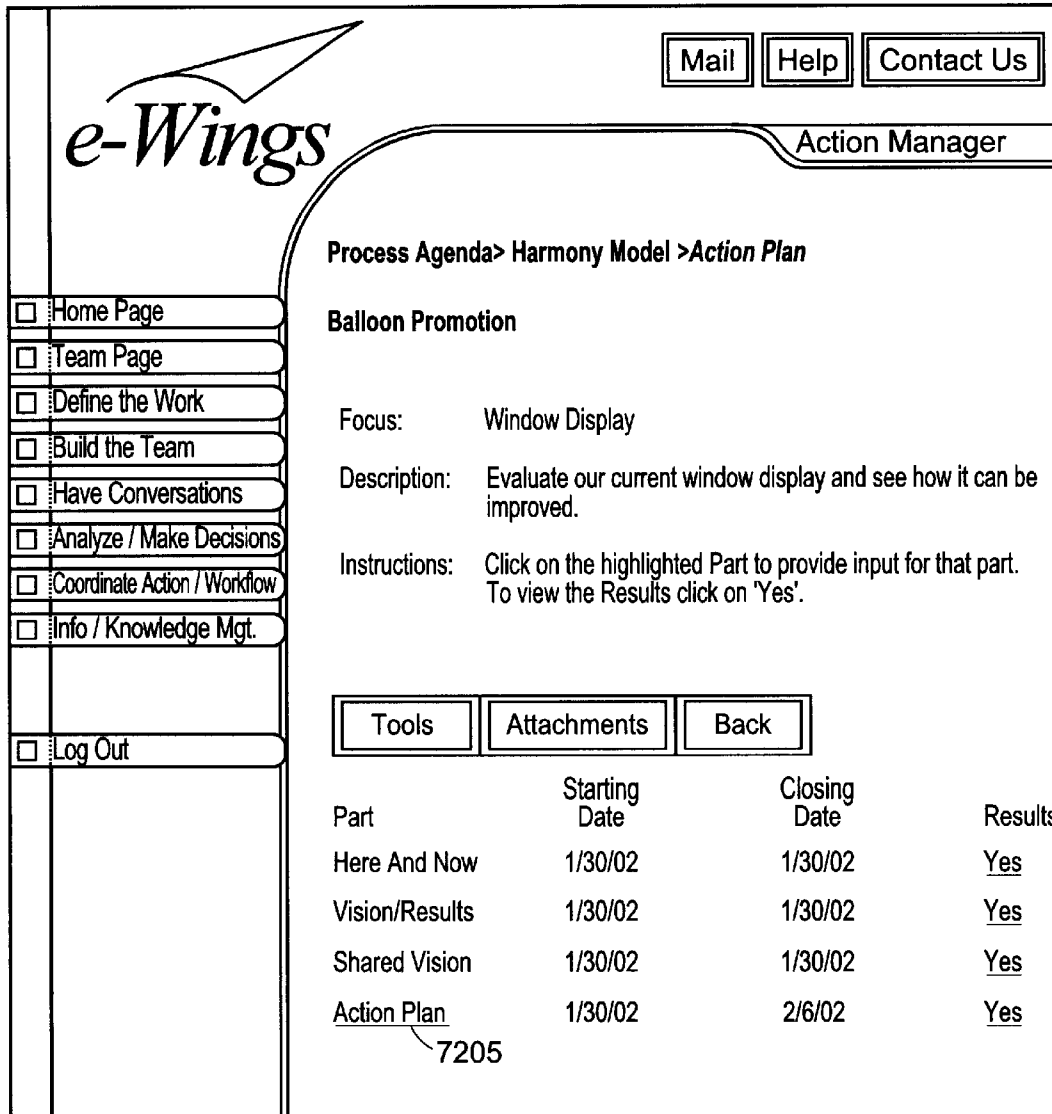 Mail Help Contact Us
e-Wings
Action Manager
Process Agenda> Harmony Model >Action Plan
Home Page
Team Page
Define the Work
Build the Team
Have Conversations
Analyze / Make Decisions
Coordinate Action / Workflow
Info / Knowledge Mgt.
Log Out
Balloon Promotion
Focus: Window Display
Description: Evaluate our current window display and see how it can be
improved.
Instructions: Click on the highlighted Part to provide input for that part.
To view the Results click on 'Yes'.
Tools Attachments Back
Part Starting Date Closing Date Results
Here And Now 1/30/02 1/30/02 Yes
Vision/Results 1/30/02 1/30/02 Yes
Shared Vision 1/30/02 1/30/02 Yes
Action Plan 1/30/02 2/6/02 Yes
7205